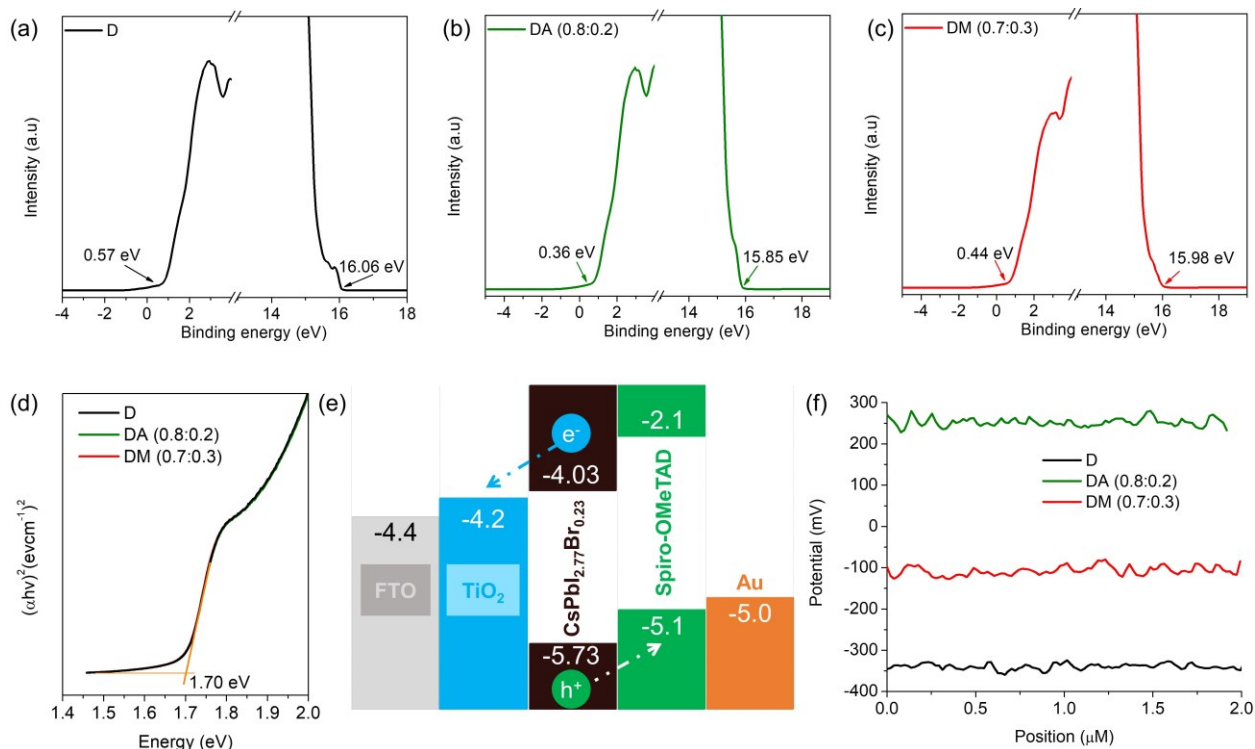 (a)
D
0.57 eV
16.06 eV
Intensity (a.u)
-4 -2 0 2 14 16 18
Binding energy (eV)
(b)
DA (0.8:0.2)
0.36 eV
15.85 eV
Intensity (a.u)
-4 -2 0 2 14 16 18
Binding energy (eV)
(c)
DM (0.7:0.3)
0.44 eV
15.98 eV
Intensity (a.u)
-4 -2 0 2 14 16 18
Binding energy (eV)
(d)
D
DA (0.8:0.2)
DM (0.7:0.3)
1.70 eV
(αhν)² (evcm⁻¹)²
1.4 1.5 1.6 1.7 1.8 1.9 2.0
Energy (eV)
(e)
-2.1
e⁻
-4.03
-4.2
-4.4
FTO
TiO₂
CsPbI₂.₇₇Br₀.₂₃
Spiro-OMeTAD
Au
-5.0
-5.1
-5.73
h⁺
(f)
300
200
100
0
-100
-200
-300
-400
D
DA (0.8:0.2)
DM (0.7:0.3)
Potential (mV)
0.0 0.5 1.0 1.5 2.0
Position (μM)